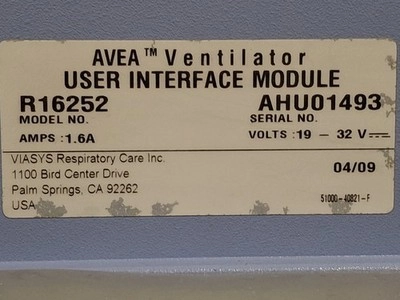 AVEA™ Ventilator
USER INTERFACE MODULE
R16252 AHU01493
MODEL NO. SERIAL NO.
AMPS : 1.6A VOLTS : 19 – 32 V⎓
VIASYS Respiratory Care Inc.
1100 Bird Center Drive 04/09
Palm Springs, CA 92262
USA 51000-40821-F